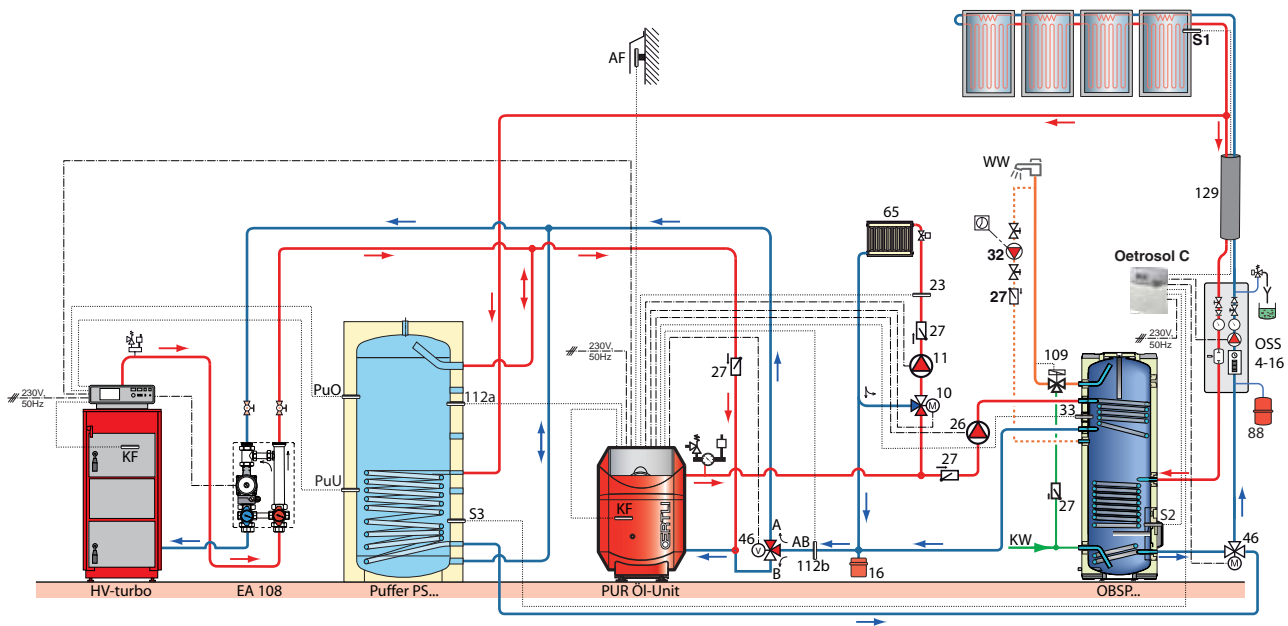 AF
S1
WW
129
65
32
Oetrosol C
27
23
230V,
50Hz
OSS
4-16
230V,
50Hz
27
11
27
109
PuO
112a
10
M
33
88
230V,
50Hz
26
KF
PuU
27
27
S3
KF
OERTLI
46
V
A
AB
B
112b
16
KW
S2
46
M
HV-turbo
EA 108
Puffer PS...
PUR Öl-Unit
OBSP...